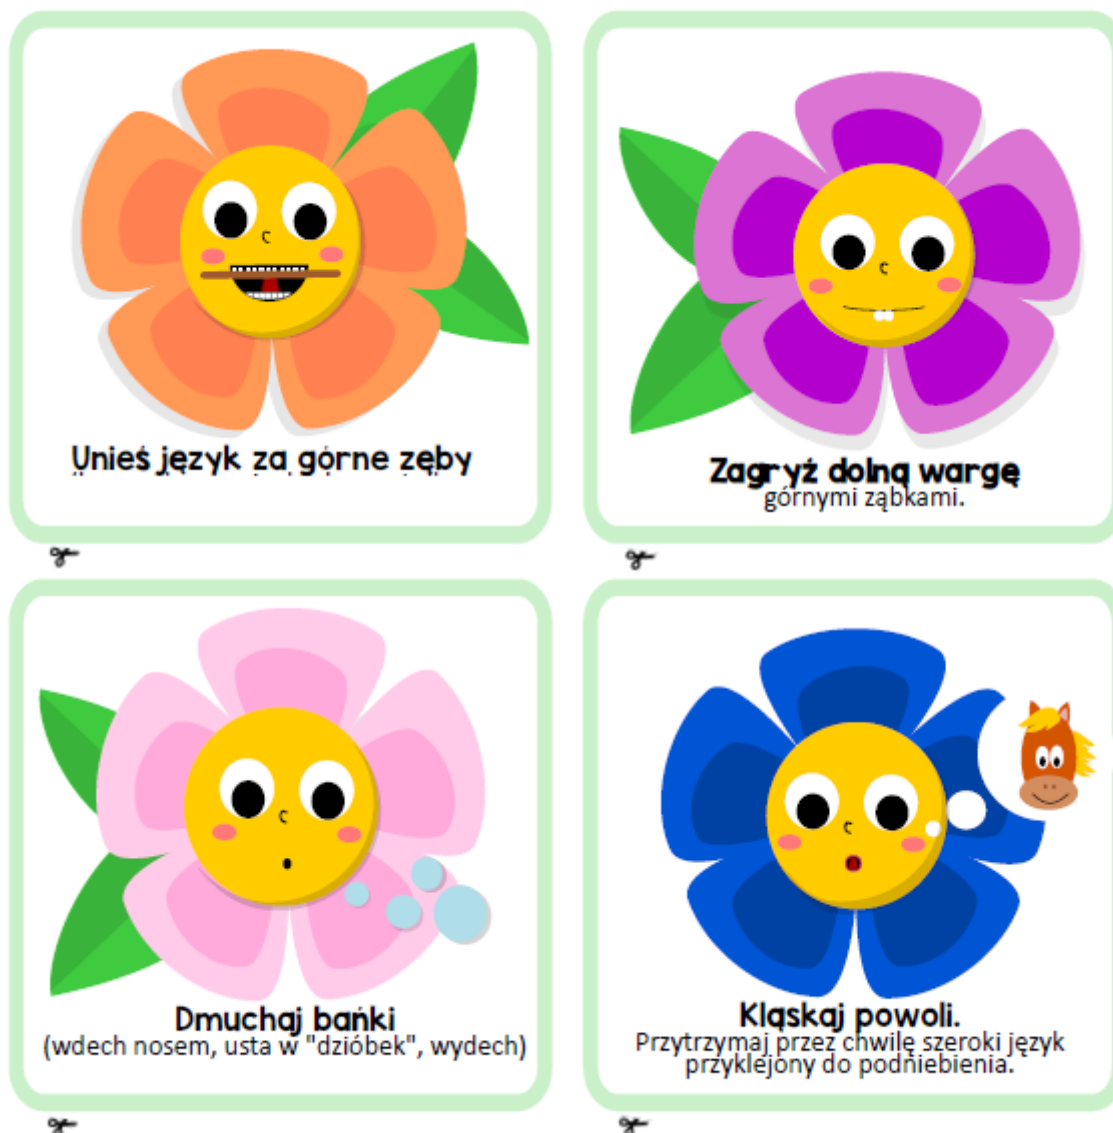 Unieś język za górne zęby
Zagryź dolną wargę
górnymi ząbkami.
Dmuchaj bańki
(wdech nosem, usta w "dzióbek", wydech)
Kląskaj powoli.
Przytrzymaj przez chwilę szeroki język
przyklejony do podniebienia.